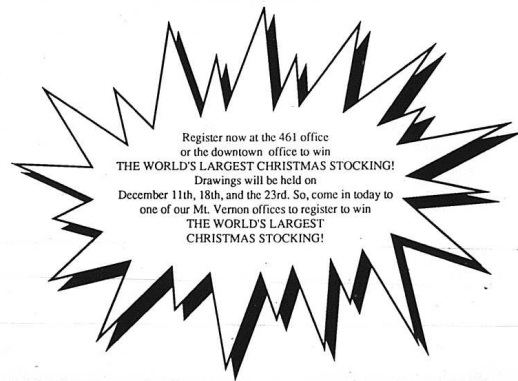 Register now at the 461 office
or the downtown office to win
THE WORLD'S LARGEST CHRISTMAS STOCKING!
Drawings will be held on
December 11th, 18th, and the 23rd. So, come in today to
one of our Mt. Vernon offices to register to win
THE WORLD'S LARGEST
CHRISTMAS STOCKING!